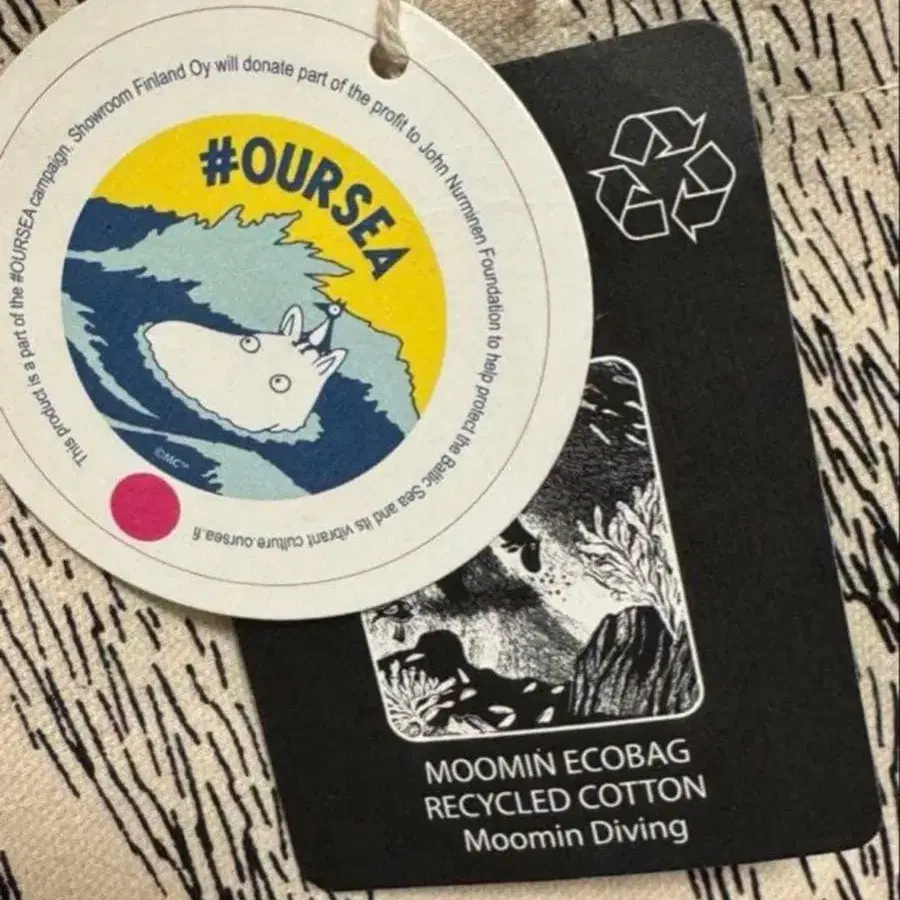 This product is a part of the #OURSEA campaign. Showroom Finland Oy will donate part of the profit to John Nurminen Foundation to help protect the Baltic Sea and its vibrant culture.oursea.fi
#OURSEA
©MC™
MOOMIN ECOBAG
RECYCLED COTTON
Moomin Diving